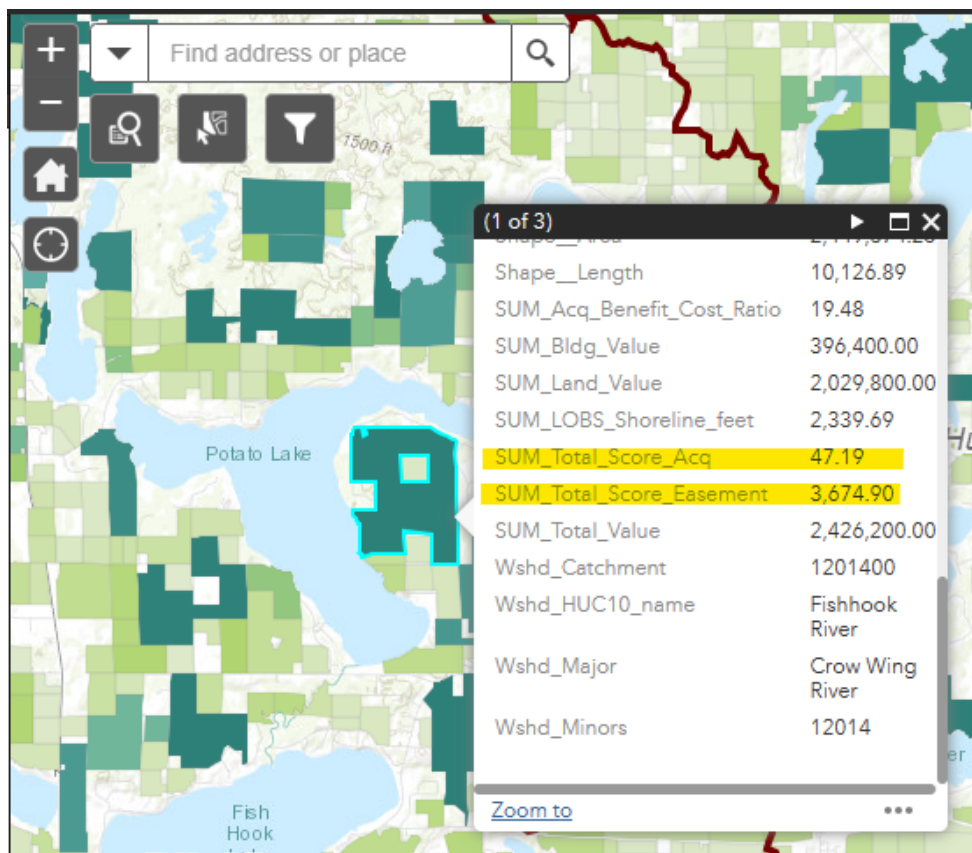 Find address or place
1500 ft
(1 of 3)
Shape__Area
Shape__Length 10,126.89
SUM_Acq_Benefit_Cost_Ratio 19.48
SUM_Bldg_Value 396,400.00
SUM_Land_Value 2,029,800.00
SUM_LOBS_Shoreline_feet 2,339.69
SUM_Total_Score_Acq 47.19
SUM_Total_Score_Easement 3,674.90
SUM_Total_Value 2,426,200.00
Wshd_Catchment 1201400
Wshd_HUC10_name Fishhook
River
Wshd_Major Crow Wing
River
Wshd_Minors 12014
Zoom to
Potato Lake
Hu
er
Fish
Hook